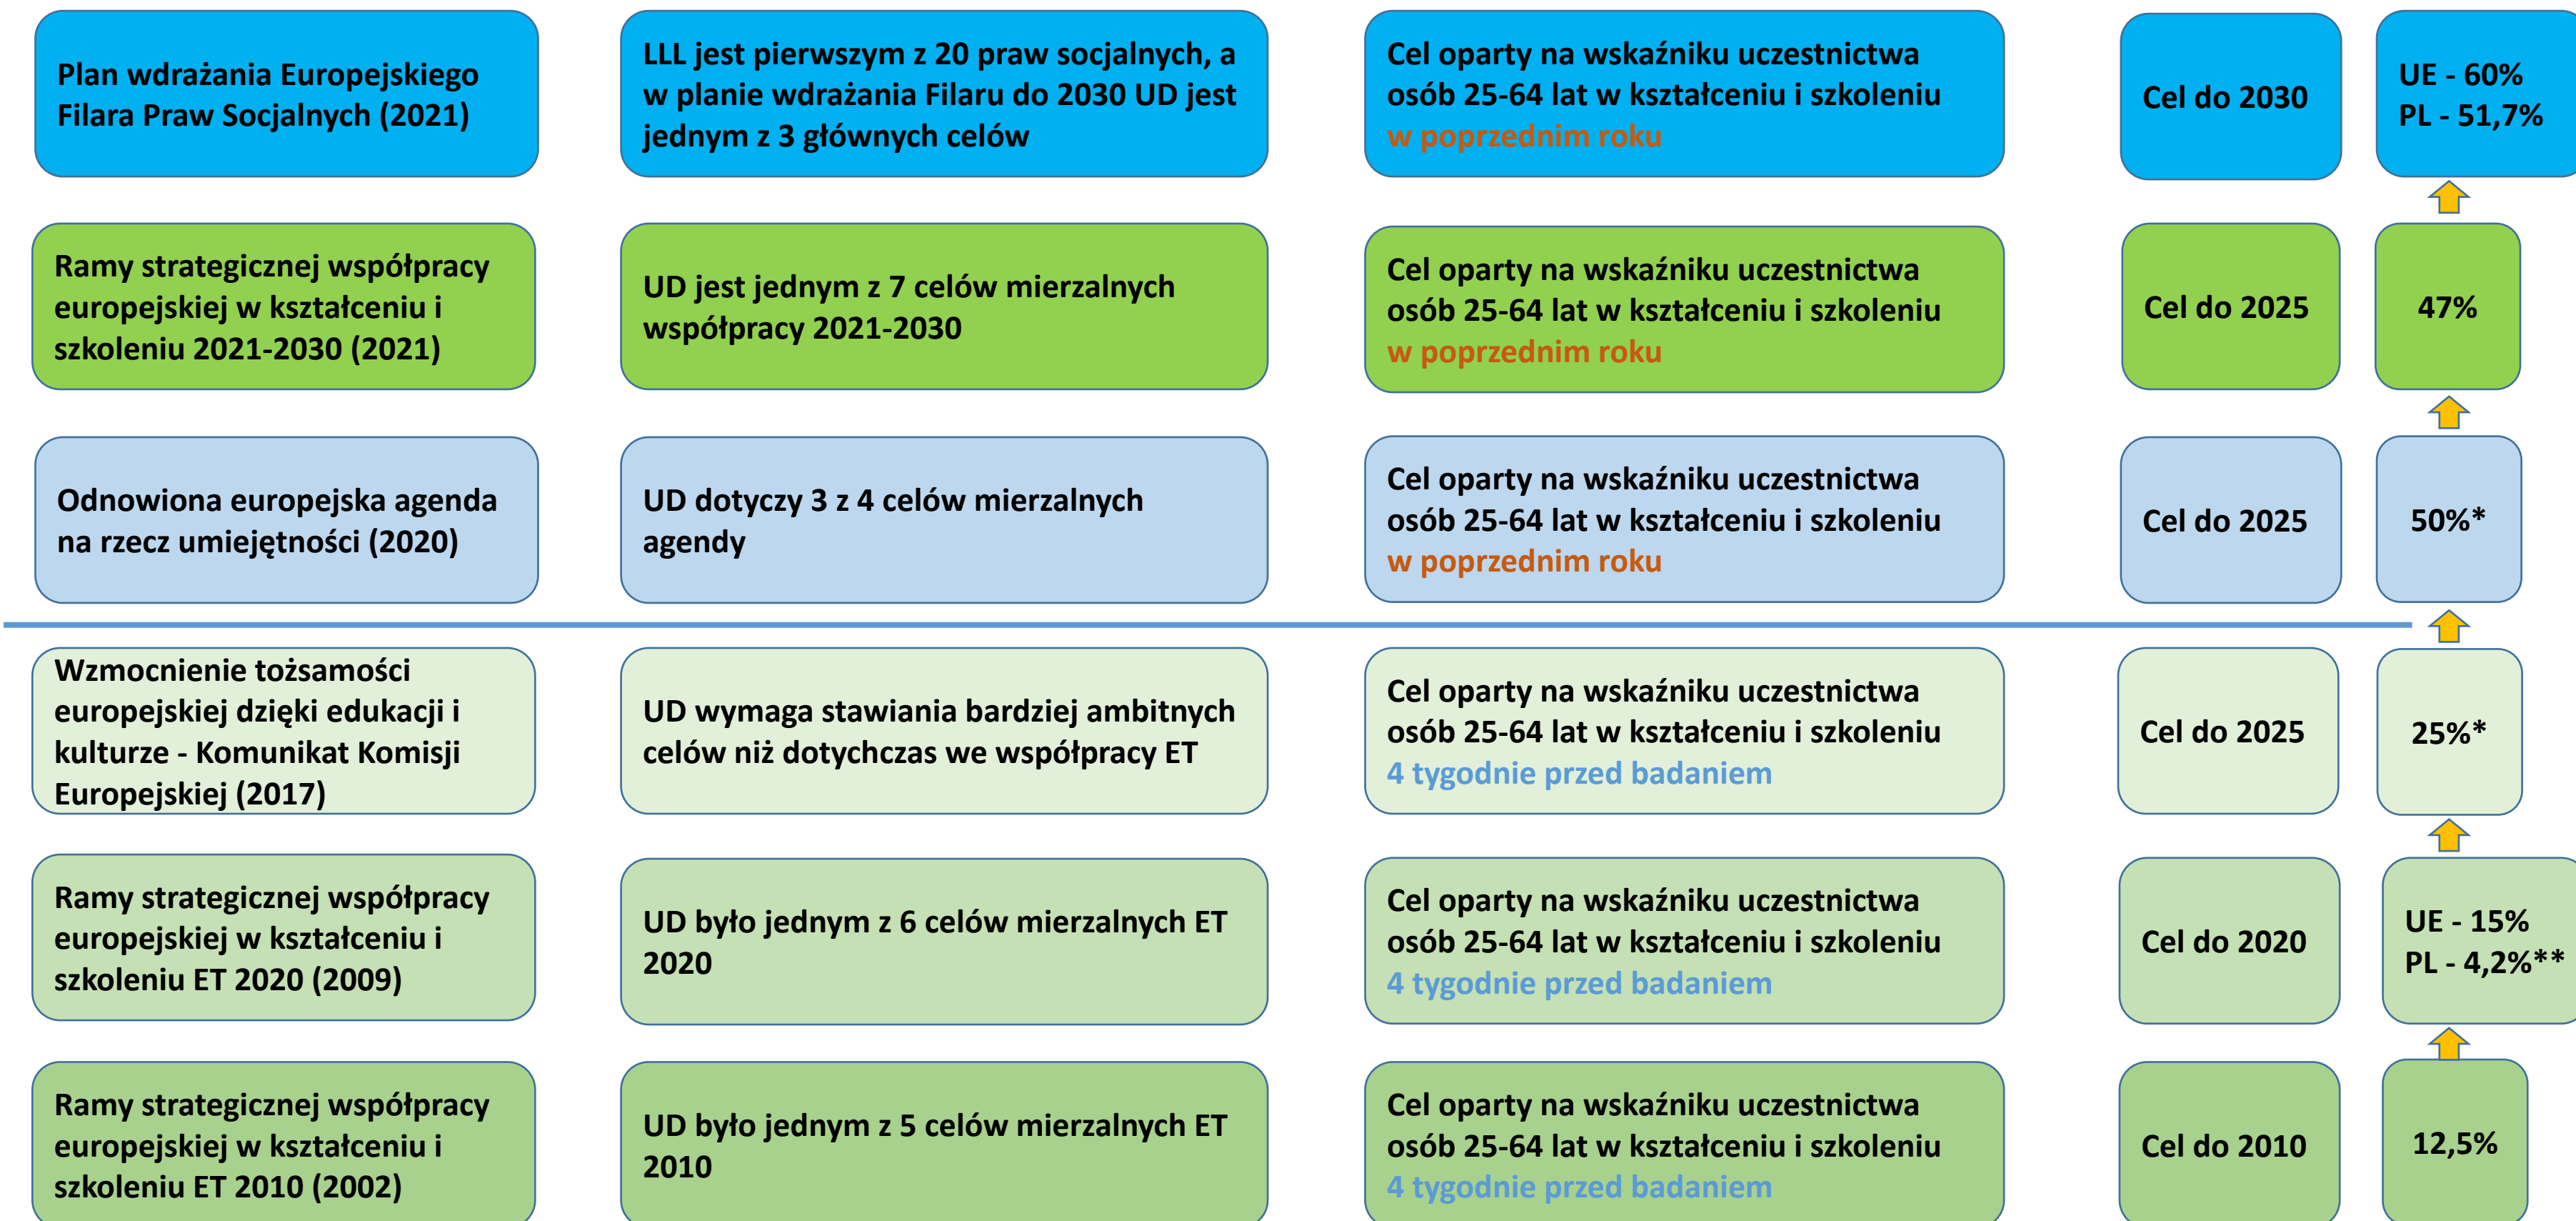 Plan wdrażania Europejskiego
Filara Praw Socjalnych (2021)
LLL jest pierwszym z 20 praw socjalnych, a
w planie wdrażania Filaru do 2030 UD jest
jednym z 3 głównych celów
Cel oparty na wskaźniku uczestnictwa
osób 25-64 lat w kształceniu i szkoleniu
w poprzednim roku
Cel do 2030
UE - 60%
PL - 51,7%
Ramy strategicznej współpracy
europejskiej w kształceniu i
szkoleniu 2021-2030 (2021)
UD jest jednym z 7 celów mierzalnych
współpracy 2021-2030
Cel oparty na wskaźniku uczestnictwa
osób 25-64 lat w kształceniu i szkoleniu
w poprzednim roku
Cel do 2025
47%
Odnowiona europejska agenda
na rzecz umiejętności (2020)
UD dotyczy 3 z 4 celów mierzalnych
agendy
Cel oparty na wskaźniku uczestnictwa
osób 25-64 lat w kształceniu i szkoleniu
w poprzednim roku
Cel do 2025
50%*
Wzmocnienie tożsamości
europejskiej dzięki edukacji i
kulturze - Komunikat Komisji
Europejskiej (2017)
UD wymaga stawiania bardziej ambitnych
celów niż dotychczas we współpracy ET
Cel oparty na wskaźniku uczestnictwa
osób 25-64 lat w kształceniu i szkoleniu
4 tygodnie przed badaniem
Cel do 2025
25%*
Ramy strategicznej współpracy
europejskiej w kształceniu i
szkoleniu ET 2020 (2009)
UD było jednym z 6 celów mierzalnych ET
2020
Cel oparty na wskaźniku uczestnictwa
osób 25-64 lat w kształceniu i szkoleniu
4 tygodnie przed badaniem
Cel do 2020
UE - 15%
PL - 4,2%**
Ramy strategicznej współpracy
europejskiej w kształceniu i
szkoleniu ET 2010 (2002)
UD było jednym z 5 celów mierzalnych ET
2010
Cel oparty na wskaźniku uczestnictwa
osób 25-64 lat w kształceniu i szkoleniu
4 tygodnie przed badaniem
Cel do 2010
12,5%